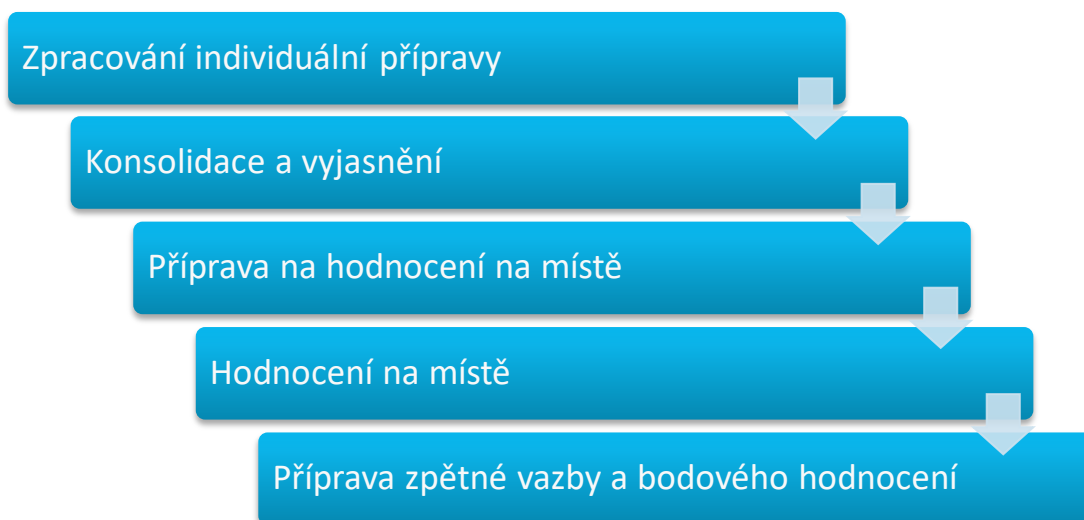 Zpracování individuální přípravy
Konsolidace a vyjasnění
Příprava na hodnocení na místě
Hodnocení na místě
Příprava zpětné vazby a bodového hodnocení